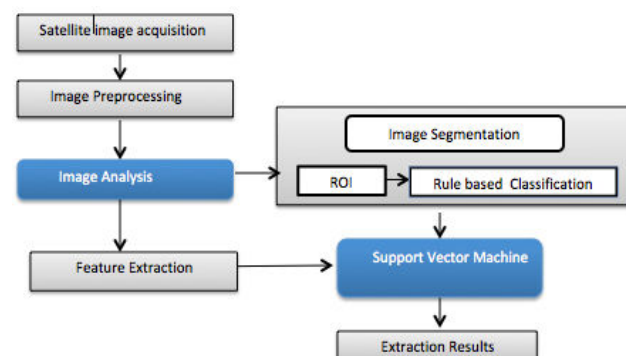 Satellite image acquisition
Image Preprocessing
Image Segmentation
Image Analysis
ROI
Rule based Classification
Feature Extraction
Support Vector Machine
Extraction Results